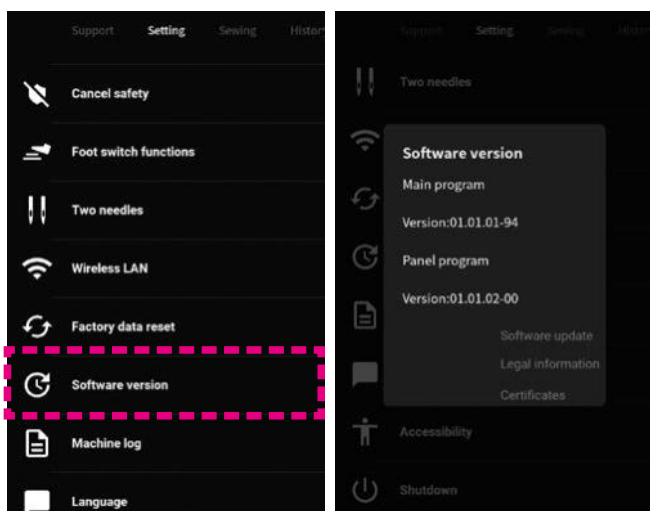 Support Setting Sewing Histor
Cancel safety
Foot switch functions
Two needles
Wireless LAN
Factory data reset
Software version
Machine log
Language
Support Setting Sewing Histor
Two needles
Software version
Main program
Version:01.01.01-94
Panel program
Version:01.01.02-00
Software update
Legal information
Certificates
Accessibility
Shutdown